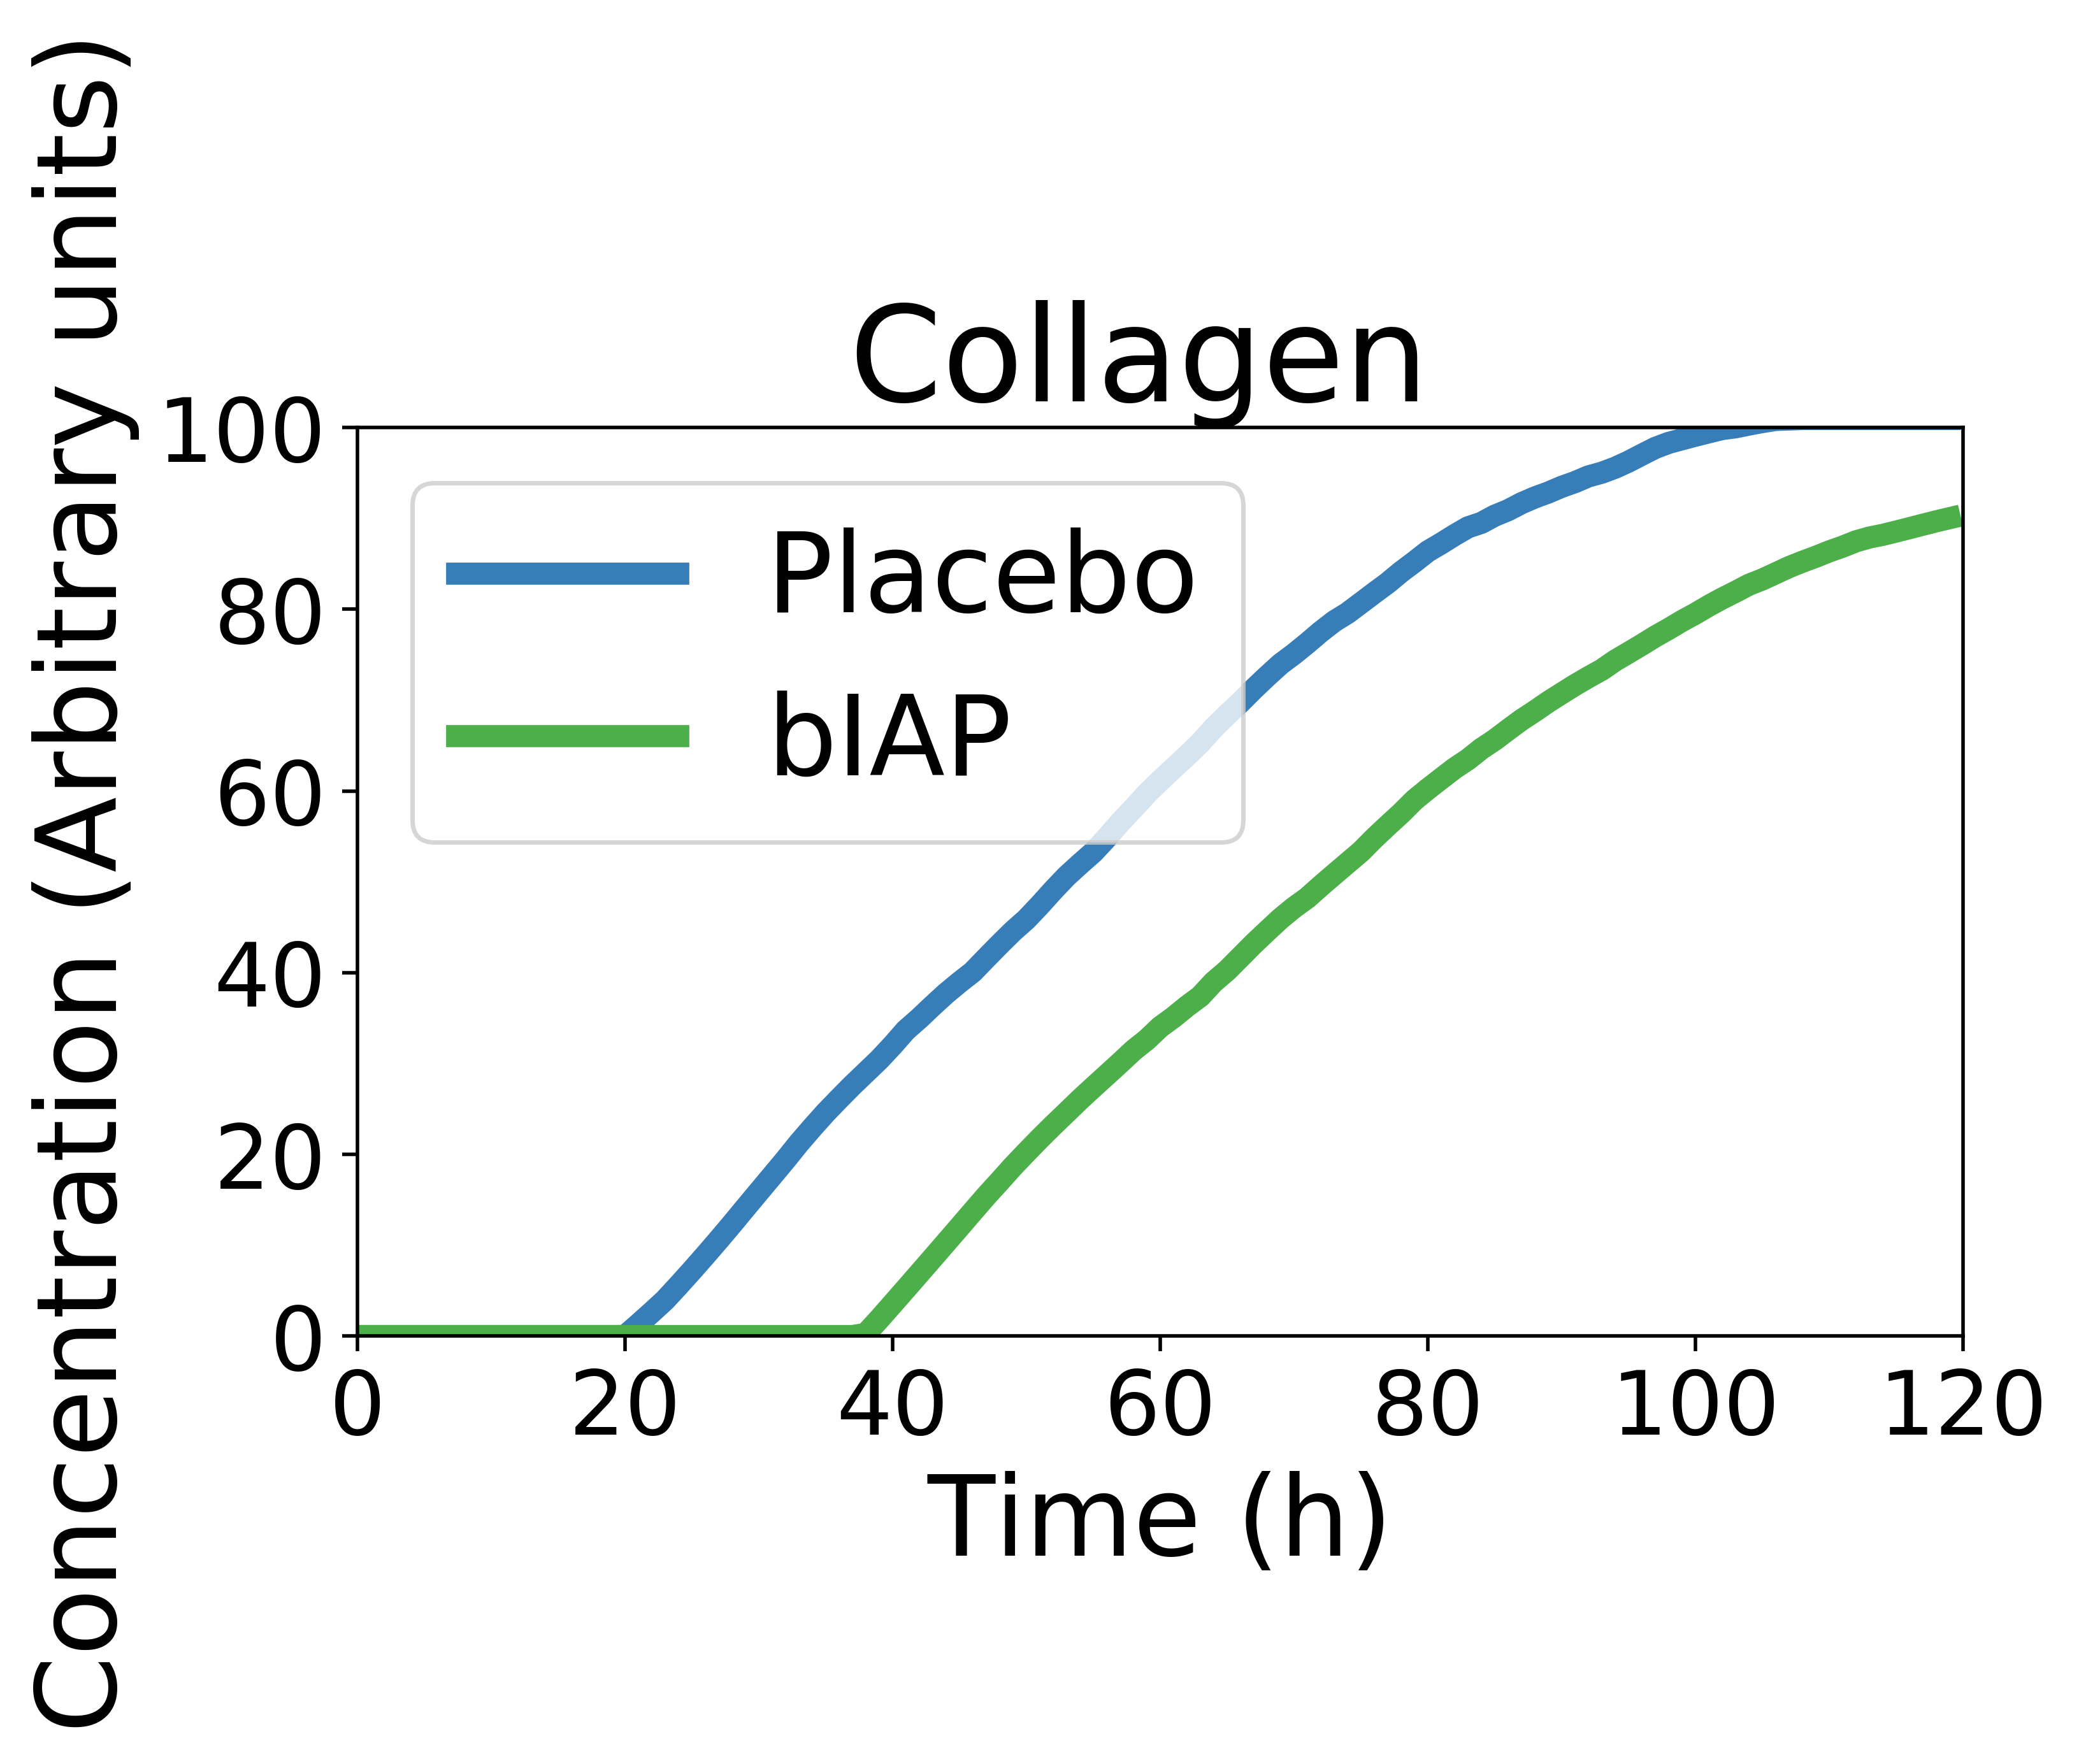 Collagen
Concentration (Arbitrary units)
100
80
60
40
20
0
Placebo
bIAP
0 20 40 60 80 100 120
Time (h)